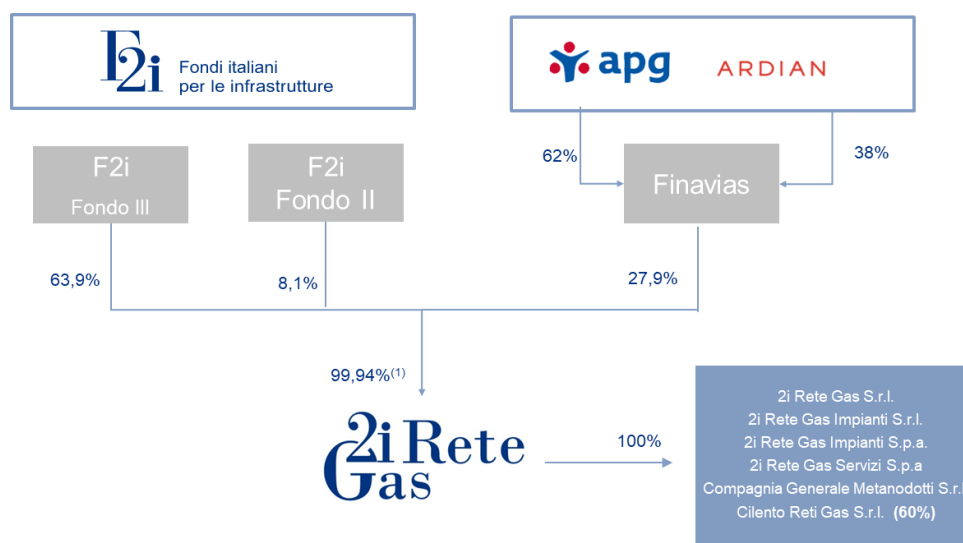 F2i Fondi italiani
per le infrastrutture
apg ARDIAN
62%
38%
F2i
Fondo III
F2i
Fondo II
Finavias
63,9%
8,1%
27,9%
99,94%(1)
2i Rete
Gas
100%
2i Rete Gas S.r.l.
2i Rete Gas Impianti S.r.l.
2i Rete Gas Impianti S.p.a.
2i Rete Gas Servizi S.p.a
Compagnia Generale Metanodotti S.r.l
Cilento Reti Gas S.r.l. (60%)